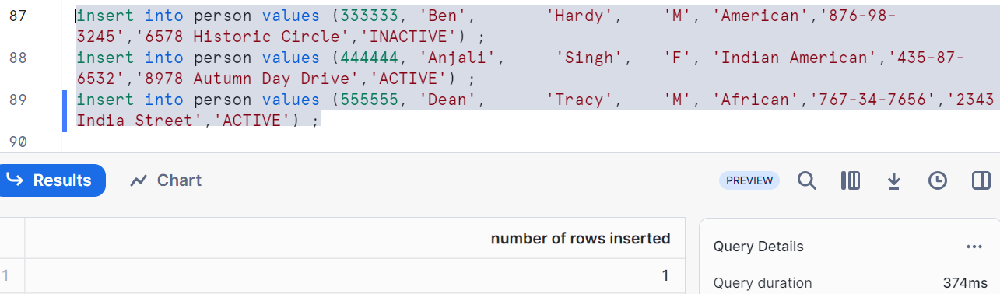 87 insert into person values (333333, 'Ben', 'Hardy', 'M', 'American','876-98-
3245','6578 Historic Circle','INACTIVE') ;
88 insert into person values (444444, 'Anjali', 'Singh', 'F', 'Indian American','435-87-
6532','8978 Autumn Day Drive','ACTIVE') ;
89 insert into person values (555555, 'Dean', 'Tracy', 'M', 'African','767-34-7656','2343
India Street','ACTIVE') ;
90
Results Chart PREVIEW
number of rows inserted
1 1
Query Details ...
Query duration 374ms